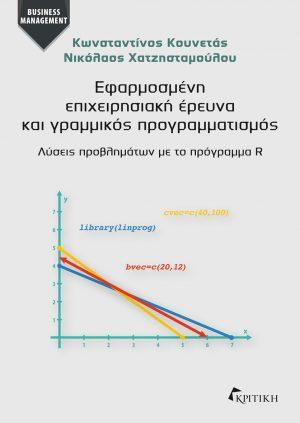 BUSINESS
MANAGEMENT
Κωνσταντίνος Κουνετάς
Νικόλαος Χατζησταμούλου
Εφαρμοσμένη
επιχειρησιακή έρευνα
και γραμμικός προγραμματισμός
Λύσεις προβλημάτων με το πρόγραμμα R
y
7
cvec=c(40,100)
6
library(linprog)
5
4
bvec=c(20,12)
3
2
1
x
1 2 3 4 5 6 7
ΚΡΙΤΙΚΗ